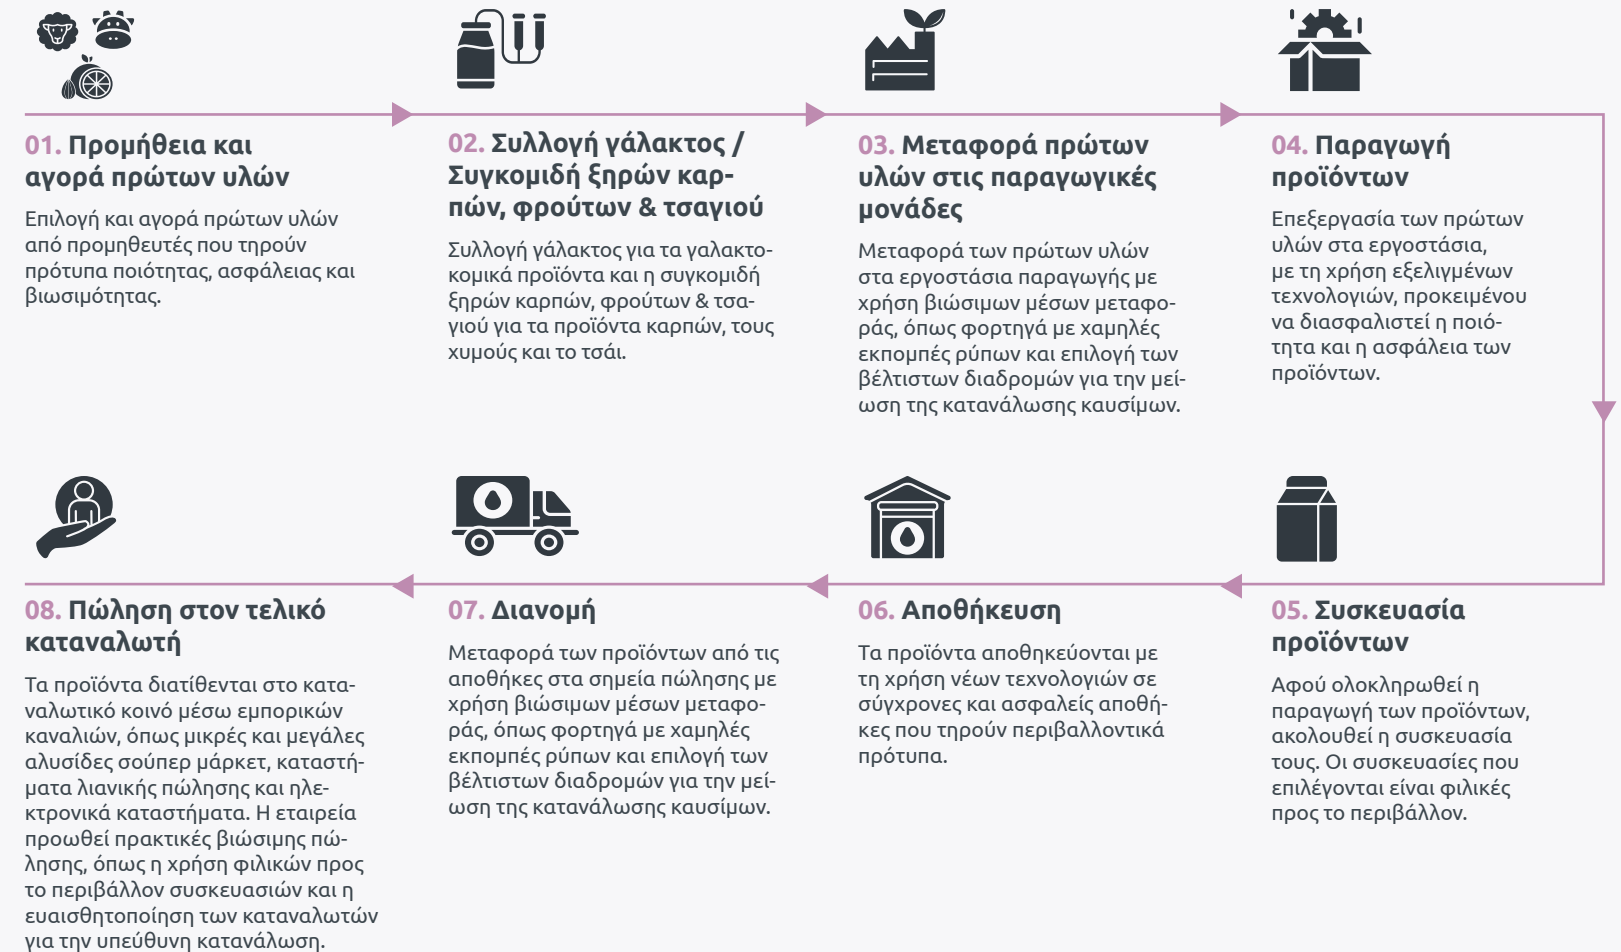 01. Προμήθεια και
αγορά πρώτων υλών
Επιλογή και αγορά πρώτων υλών
από προμηθευτές που τηρούν
πρότυπα ποιότητας, ασφάλειας και
βιωσιμότητας.
02. Συλλογή γάλακτος /
Συγκομιδή ξηρών καρ-
πών, φρούτων & τσαγιού
Συλλογή γάλακτος για τα γαλακτο-
κομικά προϊόντα και η συγκομιδή
ξηρών καρπών, φρούτων & τσα-
γιού για τα προϊόντα καρπών, τους
χυμούς και το τσάι.
03. Μεταφορά πρώτων
υλών στις παραγωγικές
μονάδες
Μεταφορά των πρώτων υλών
στα εργοστάσια παραγωγής με
χρήση βιώσιμων μέσων μεταφο-
ράς, όπως φορτηγά με χαμηλές
εκπομπές ρύπων και επιλογή των
βέλτιστων διαδρομών για την μεί-
ωση της κατανάλωσης καυσίμων.
04. Παραγωγή
προϊόντων
Επεξεργασία των πρώτων
υλών στα εργοστάσια,
με τη χρήση εξελιγμένων
τεχνολογιών, προκειμένου
να διασφαλιστεί η ποιό-
τητα και η ασφάλεια των
προϊόντων.
05. Συσκευασία
προϊόντων
Αφού ολοκληρωθεί η
παραγωγή των προϊόντων,
ακολουθεί η συσκευασία
τους. Οι συσκευασίες που
επιλέγονται είναι φιλικές
προς το περιβάλλον.
06. Αποθήκευση
Τα προϊόντα αποθηκεύονται με
τη χρήση νέων τεχνολογιών σε
σύγχρονες και ασφαλείς αποθή-
κες που τηρούν περιβαλλοντικά
πρότυπα.
07. Διανομή
Μεταφορά των προϊόντων από τις
αποθήκες στα σημεία πώλησης με
χρήση βιώσιμων μέσων μεταφο-
ράς, όπως φορτηγά με χαμηλές
εκπομπές ρύπων και επιλογή των
βέλτιστων διαδρομών για την μεί-
ωση της κατανάλωσης καυσίμων.
08. Πώληση στον τελικό
καταναλωτή
Τα προϊόντα διατίθενται στο κατα-
ναλωτικό κοινό μέσω εμπορικών
καναλιών, όπως μικρές και μεγάλες
αλυσίδες σούπερ μάρκετ, καταστή-
ματα λιανικής πώλησης και ηλε-
κτρονικά καταστήματα. Η εταιρεία
προωθεί πρακτικές βιώσιμης πώ-
λησης, όπως η χρήση φιλικών προς
το περιβάλλον συσκευασιών και η
ευαισθητοποίηση των καταναλωτών
για την υπεύθυνη κατανάλωση.